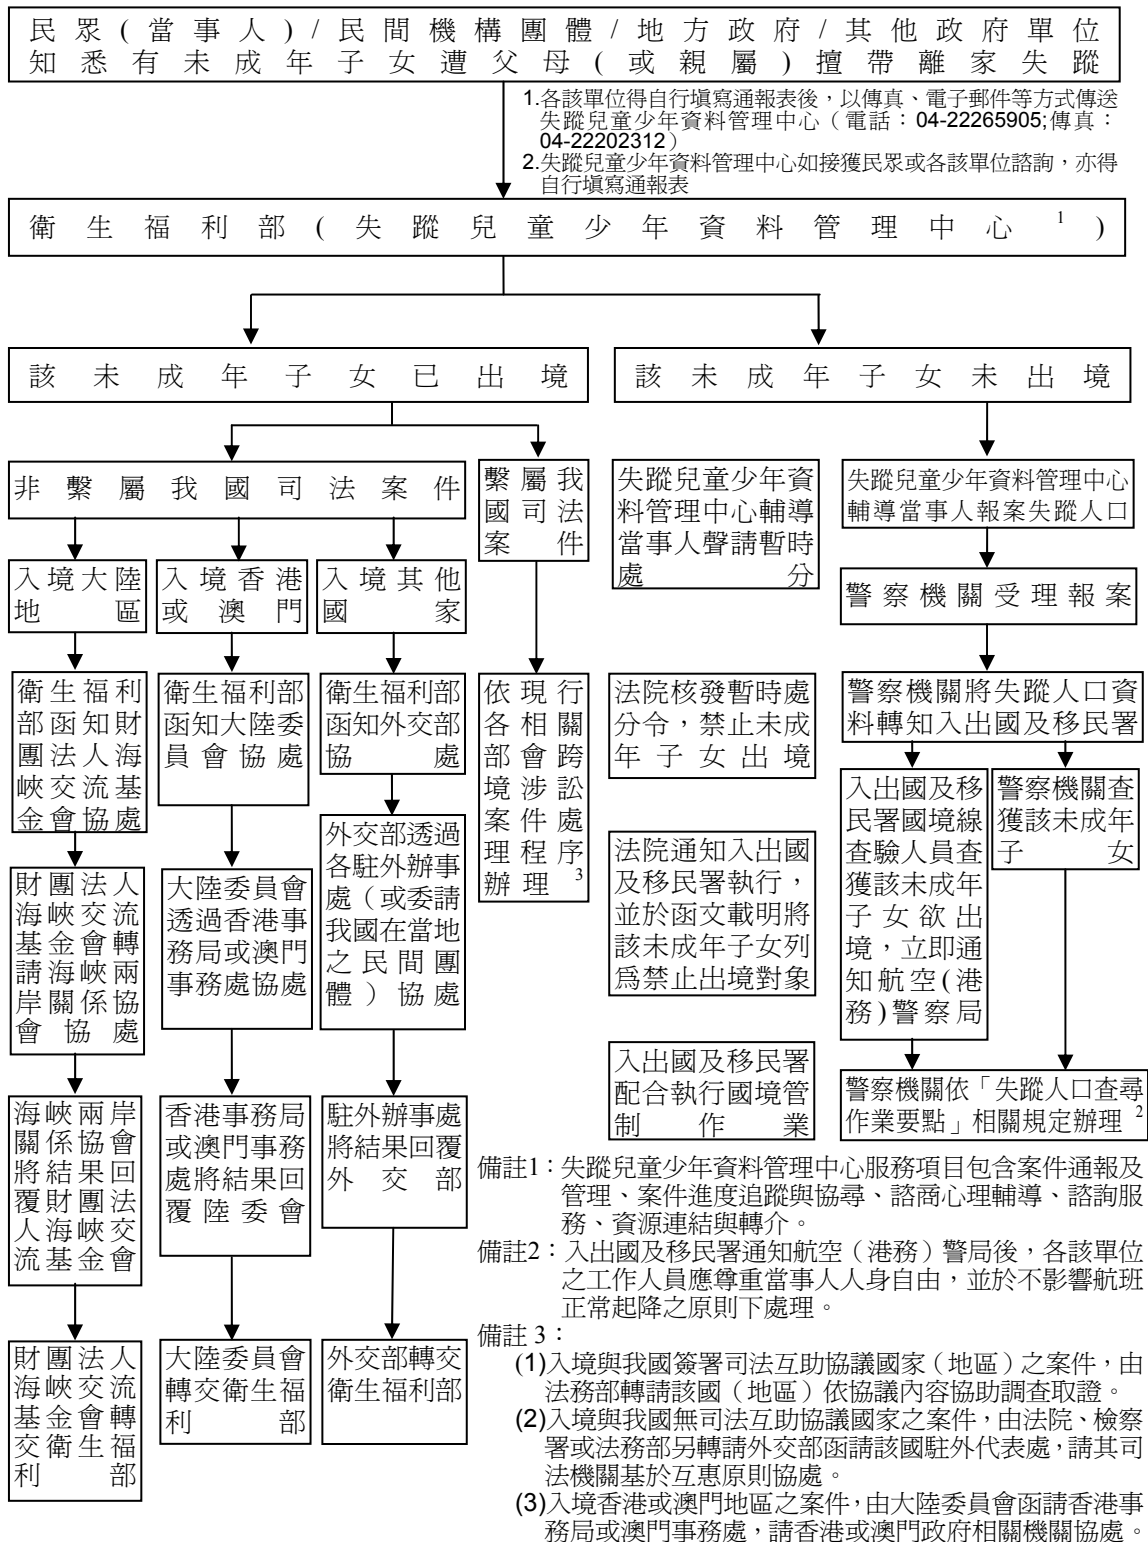 民眾(當事人)/民間機構團體/地方政府/其他政府單位
知悉有未成年子女遭父母(或親屬)擅帶離家失蹤
1.各該單位得自行填寫通報表後，以傳真、電子郵件等方式傳送
失蹤兒童少年資料管理中心（電話：04-22265905;傳真：
04-22202312）
2.失蹤兒童少年資料管理中心如接獲民眾或各該單位諮詢，亦得
自行填寫通報表
衛生福利部(失蹤兒童少年資料管理中心1)
該未成年子女已出境
該未成年子女未出境
非繫屬我國司法案件
繫屬我
國司法
案件
失蹤兒童少年資
料管理中心輔導
當事人聲請暫時
處分
失蹤兒童少年資料管理中心
輔導當事人報案失蹤人口
入境大陸
地區
入境香港
或澳門
入境其他
國家
警察機關受理報案
衛生福利
部函知財
團法人海
峽交流基
金會協處
衛生福利部
函知大陸委
員會協處
衛生福利部
函知外交部
協處
依現行
各相關
部會跨
境涉訟
案件處
理程序
辦理3
法院核發暫時處
分令，禁止未成
年子女出境
警察機關將失蹤人口資
料轉知入出國及移民署
入出國及移
民署國境線
查驗人員查
獲該未成年
子女欲出
境，立即通
知航空(港
務)警察局
警察機關查
獲該未成年
子女
財團法人
海峽交流
基金會轉
請海峽兩
岸關係協
會協處
大陸委員會
透過香港事
務局或澳門
事務處協處
外交部透過
各駐外辦事
處（或委請
我國在當地
之民間團
體）協處
法院通知入出國
及移民署執行，
並於函文載明將
該未成年子女列
為禁止出境對象
入出國及移民署
配合執行國境管
制作業
警察機關依「失蹤人口查尋
作業要點」相關規定辦理2
海峽兩岸
關係協會
將結果回
覆財團法
人海峽交
流基金會
香港事務局
或澳門事務
處將結果回
覆陸委會
駐外辦事處
將結果回覆
外交部
財團法人
海峽交流
基金會轉
交衛生福
利部
大陸委員會
轉交衛生福
利部
外交部轉交
衛生福利部
備註1：失蹤兒童少年資料管理中心服務項目包含案件通報及
管理、案件進度追蹤與協尋、諮商心理輔導、諮詢服
務、資源連結與轉介。
備註2：入出國及移民署通知航空（港務）警局後，各該單位
之工作人員應尊重當事人人身自由，並於不影響航班
正常起降之原則下處理。
備註 3：
(1)入境與我國簽署司法互助協議國家（地區）之案件，由
法務部轉請該國（地區）依協議內容協助調查取證。
(2)入境與我國無司法互助協議國家之案件，由法院、檢察
署或法務部另轉請外交部函請該國駐外代表處，請其司
法機關基於互惠原則協處。
(3)入境香港或澳門地區之案件，由大陸委員會函請香港事
務局或澳門事務處，請香港或澳門政府相關機關協處。